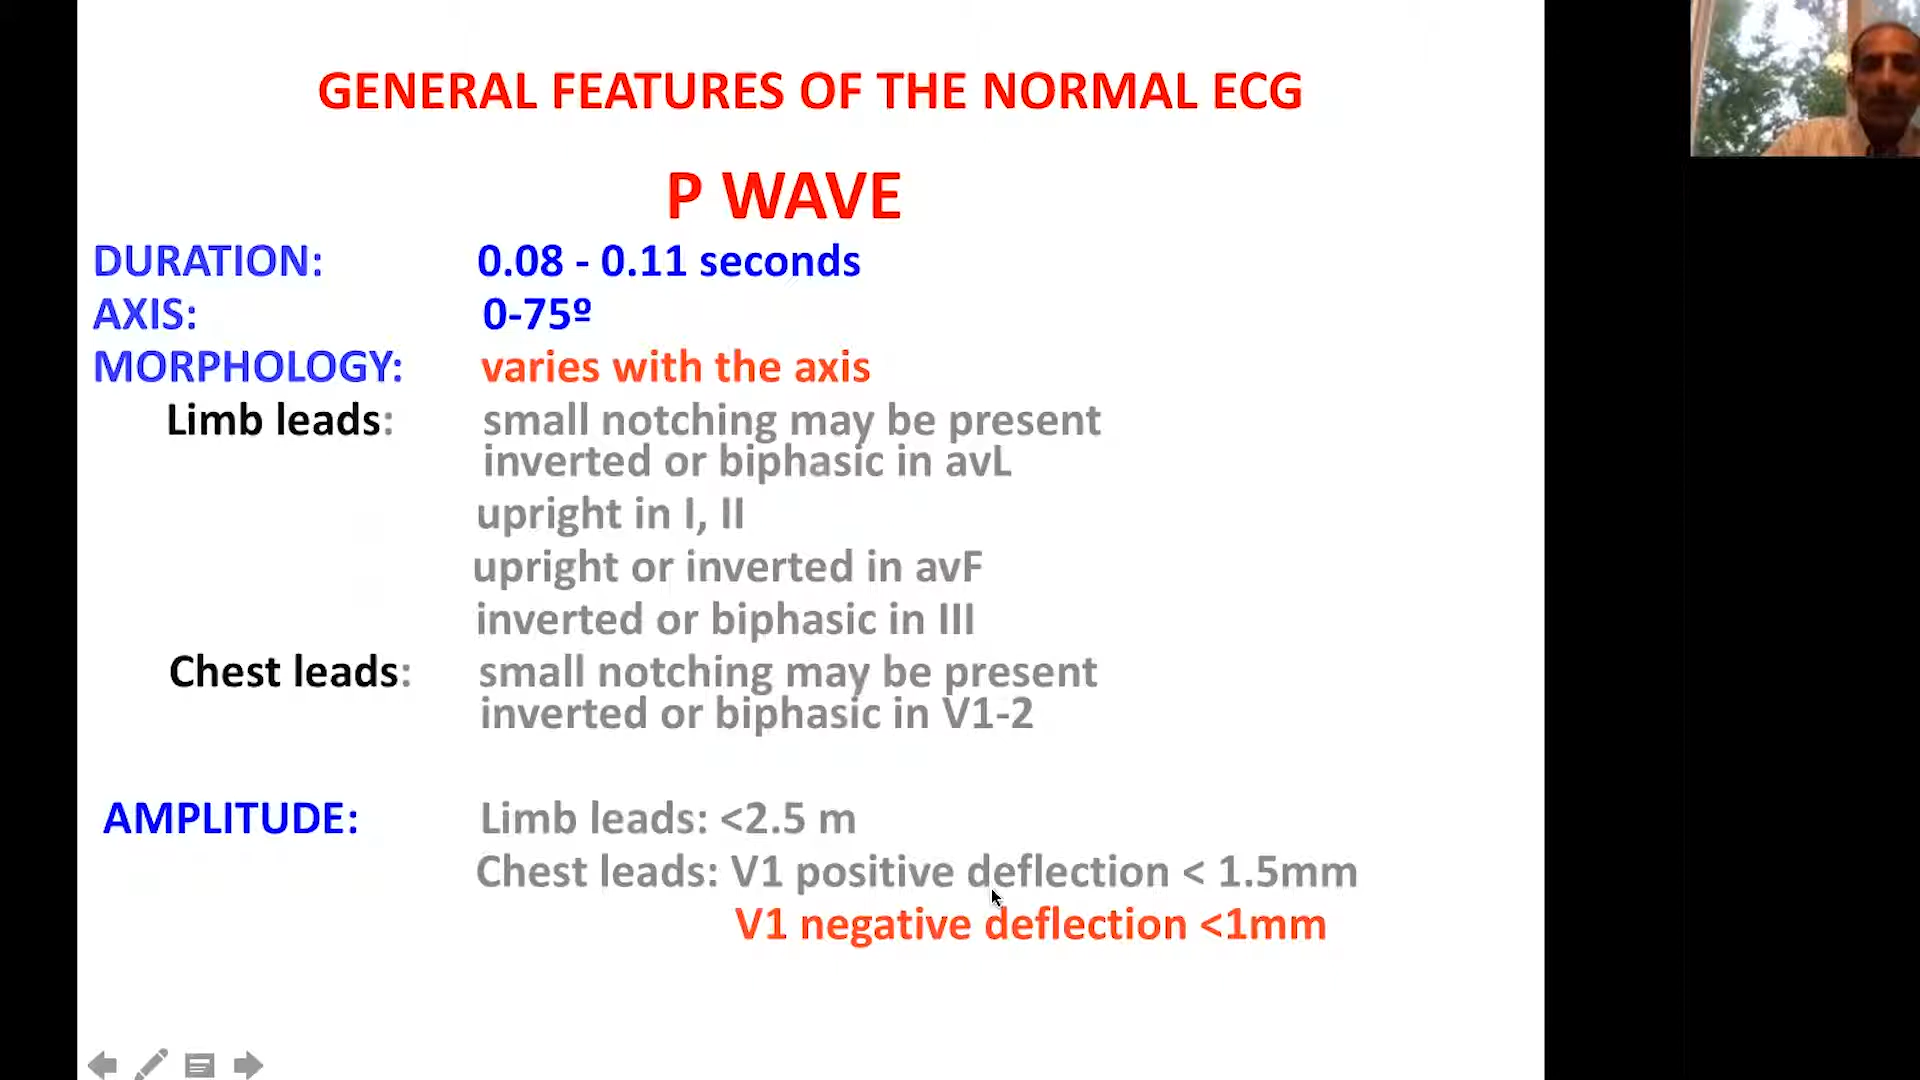 GENERAL FEATURES OF THE NORMAL ECG
P WAVE
DURATION: 0.08 - 0.11 seconds
AXIS: 0-75º
MORPHOLOGY: varies with the axis
Limb leads: small notching may be present
inverted or biphasic in avL
upright in I, II
upright or inverted in avF
inverted or biphasic in III
Chest leads: small notching may be present
inverted or biphasic in V1-2
AMPLITUDE: Limb leads: <2.5 m
Chest leads: V1 positive deflection < 1.5mm
V1 negative deflection <1mm